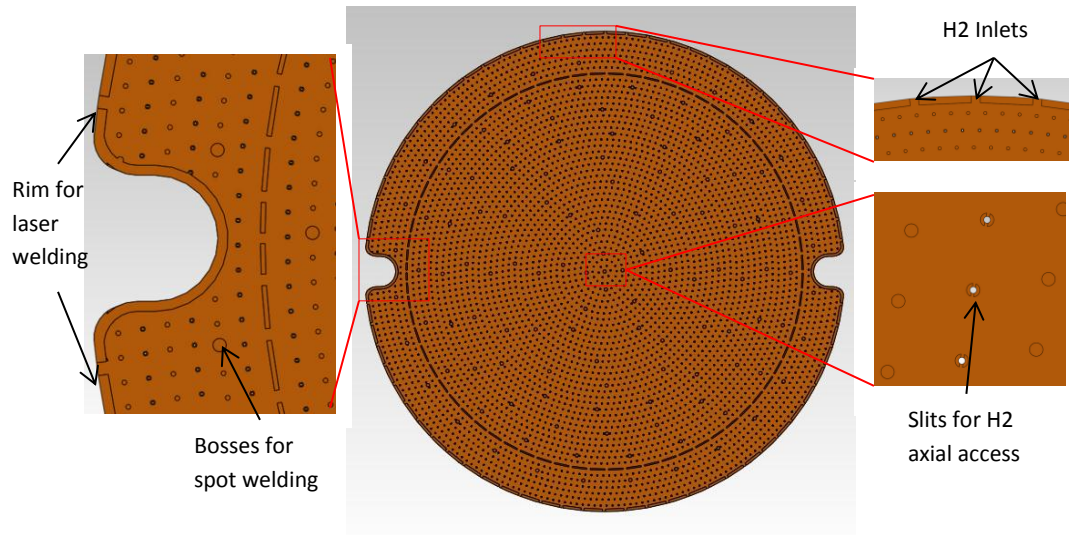 H2 Inlets
Rim for
laser
welding
Bosses for
spot welding
Slits for H2
axial access